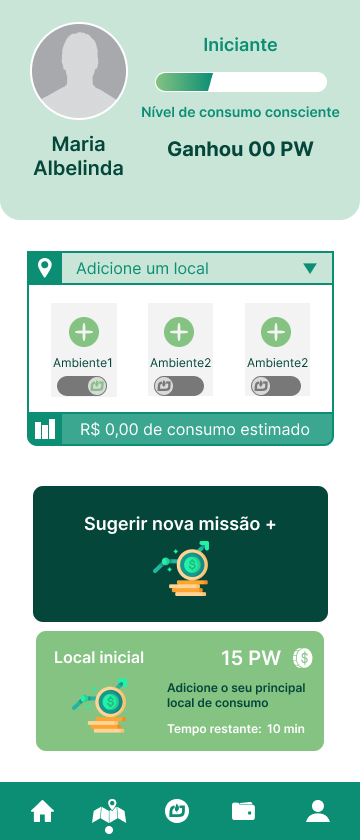 Iniciante
Nível de consumo consciente
Maria
Albelinda
Ganhou 00 PW
Adicione um local
Ambiente1
Ambiente2
Ambiente2
R$ 0,00 de consumo estimado
Sugerir nova missão +
Local inicial
15 PW
Adicione o seu principal
local de consumo
Tempo restante: 10 min